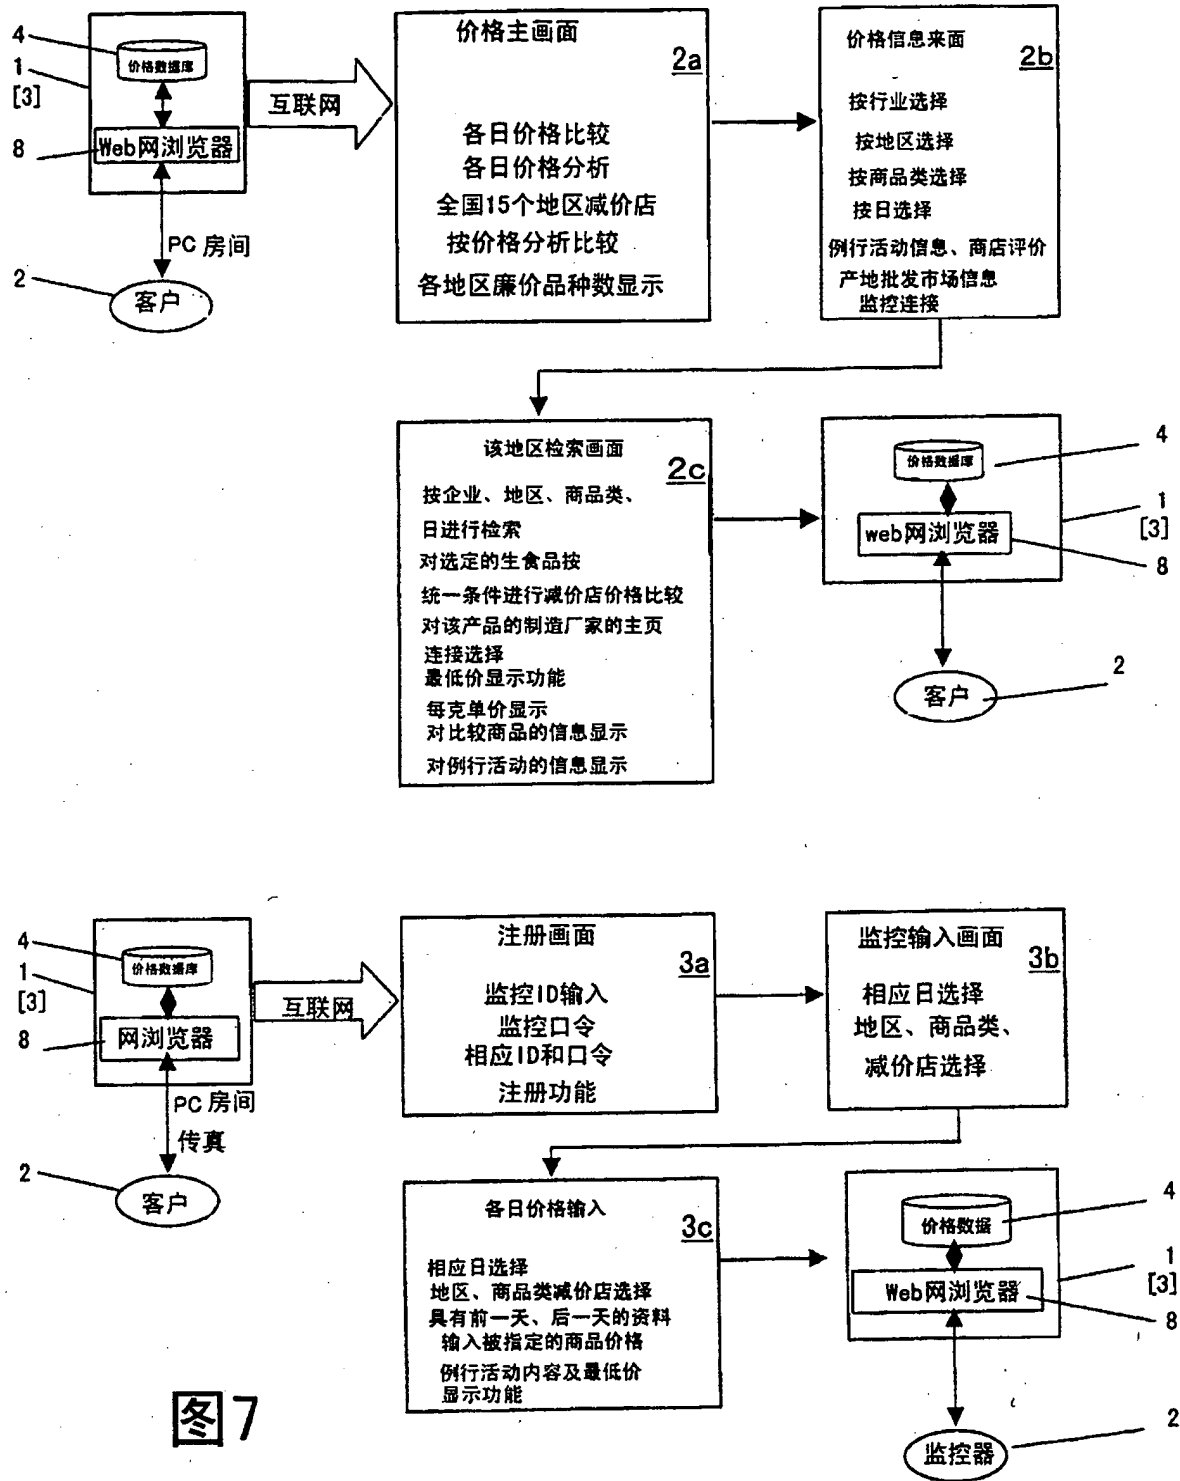 4
价格数据库
1
[3]
Web网浏览器
8
PC 房间
2
客户
互联网
价格主画面
2a
各日价格比较
各日价格分析
全国15个地区减价店
按价格分析比较
各地区廉价品种数显示
价格信息来面
2b
按行业选择
按地区选择
按商品类选择
按日选择
例行活动信息、商店评价
产地批发市场信息
监控连接
该地区检索画面
2c
按企业、地区、商品类、
日进行检索
对选定的生食品按
统一条件进行减价店价格比较
对该产品的制造厂家的主页
连接选择
最低价显示功能
每克单价显示
对比较商品的信息显示
对例行活动的信息显示
价格数据库
4
web网浏览器
1
[3]
8
客户
2
4
价格数据库
1
[3]
网浏览器
8
PC 房间
传真
2
客户
互联网
注册画面
3a
监控ID输入
监控口令
相应ID和口令
注册功能
监控输入画面
3b
相应日选择
地区、商品类、
减价店选择
各日价格输入
3c
相应日选择
地区、商品类减价店选择
具有前一天、后一天的资料
输入被指定的商品价格
例行活动内容及最低价
显示功能
价格数据
4
Web网浏览器
1
[3]
8
监控器
2
图7